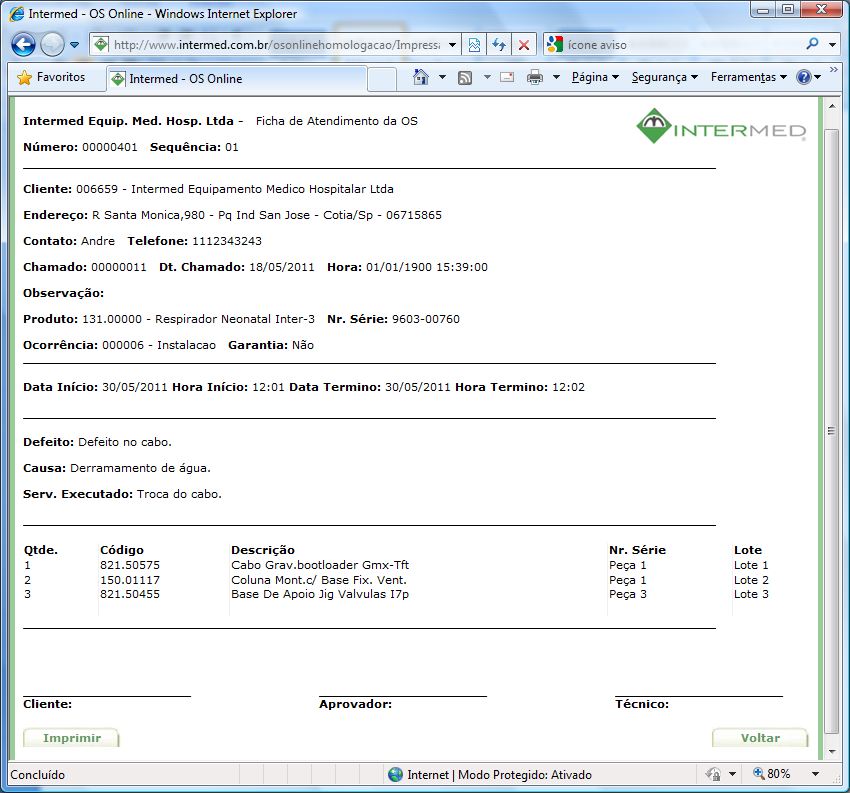 Intermed - OS Online - Windows Internet Explorer
http://www.intermed.com.br/osonlinehomologacao/Impress
ícone aviso
Favoritos
Intermed - OS Online
Página
Segurança
Ferramentas
»
Intermed Equip. Med. Hosp. Ltda - Ficha de Atendimento da OS
INTERMED
Número: 00000401 Sequência: 01
Cliente: 006659 - Intermed Equipamento Medico Hospitalar Ltda
Endereço: R Santa Monica,980 - Pq Ind San Jose - Cotia/Sp - 06715865
Contato: Andre Telefone: 1112343243
Chamado: 00000011 Dt. Chamado: 18/05/2011 Hora: 01/01/1900 15:39:00
Observação:
Produto: 131.00000 - Respirador Neonatal Inter-3 Nr. Série: 9603-00760
Ocorrência: 000006 - Instalacao Garantia: Não
Data Início: 30/05/2011 Hora Início: 12:01 Data Termino: 30/05/2011 Hora Termino: 12:02
Defeito: Defeito no cabo.
Causa: Derramamento de água.
Serv. Executado: Troca do cabo.
Qtde. Código Descrição Nr. Série Lote
1 821.50575 Cabo Grav.bootloader Gmx-Tft Peça 1 Lote 1
2 150.01117 Coluna Mont.c/ Base Fix. Vent. Peça 1 Lote 2
3 821.50455 Base De Apoio Jig Valvulas I7p Peça 3 Lote 3
Cliente: Aprovador: Técnico:
Imprimir Voltar
Concluído
Internet | Modo Protegido: Ativado
80%